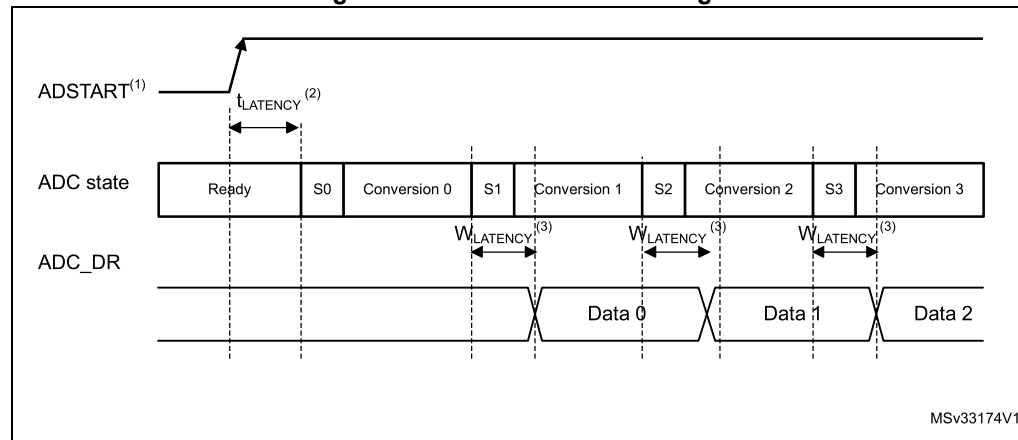 ADSTART(1)
tLATENCY (2)
ADC state
Ready S0 Conversion 0 S1 Conversion 1 S2 Conversion 2 S3 Conversion 3
WLATENCY (3) WLATENCY (3) WLATENCY (3)
ADC_DR
Data 0 Data 1 Data 2
MSv33174V1